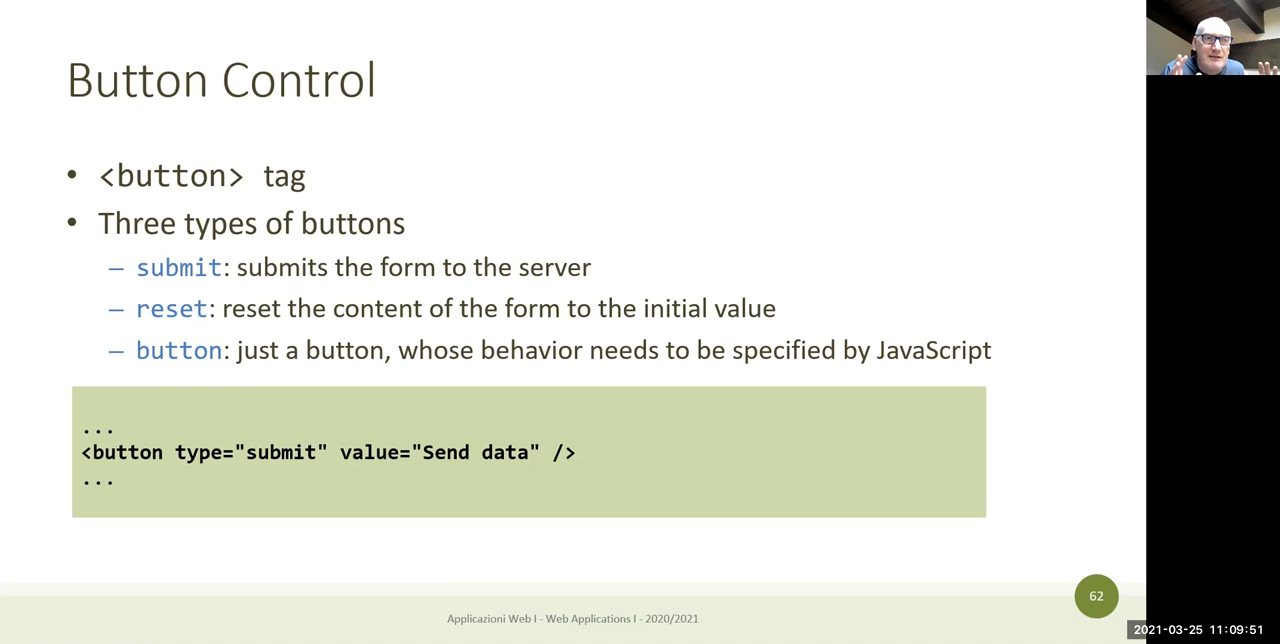 Button Control
• <button> tag
• Three types of buttons
– submit: submits the form to the server
– reset: reset the content of the form to the initial value
– button: just a button, whose behavior needs to be specified by JavaScript
...
<button type="submit" value="Send data" />
...
62
Applicazioni Web I - Web Applications I - 2020/2021
2021-03-25 11:09:51